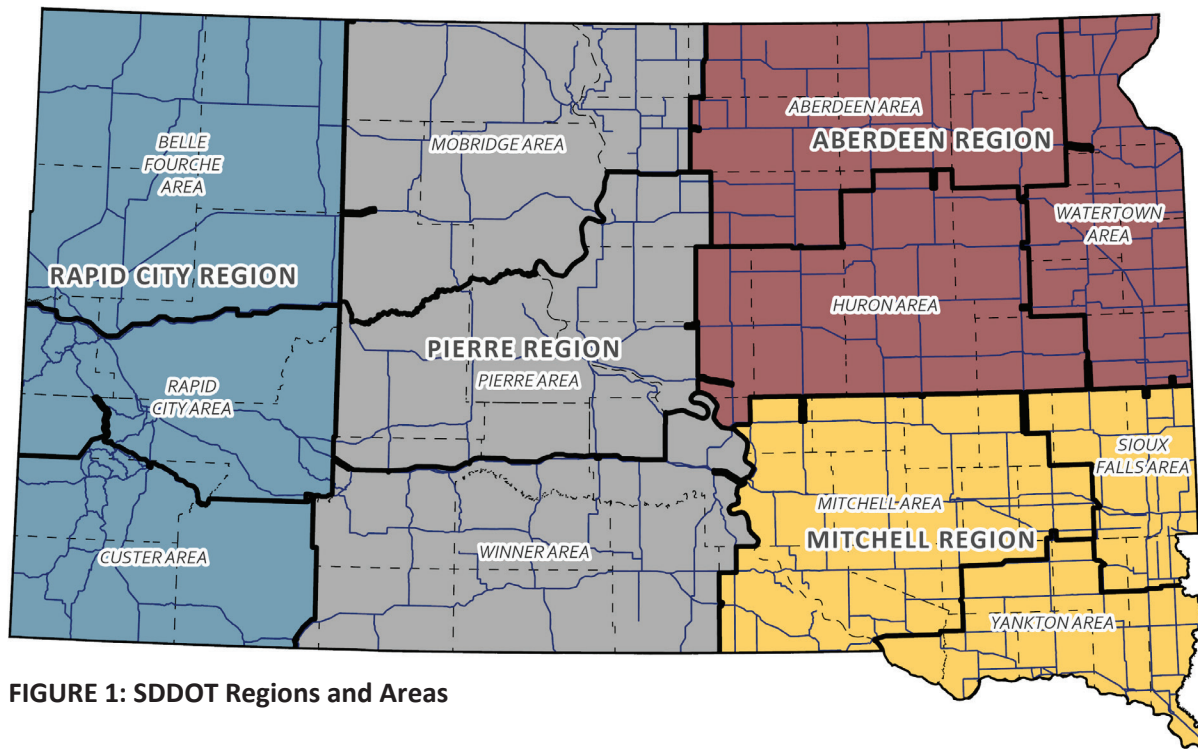 BELLE
FOURCHE
AREA
RAPID CITY REGION
RAPID
CITY AREA
CUSTER AREA
MOBRIDGE AREA
PIERRE REGION
PIERRE AREA
WINNER AREA
ABERDEEN AREA
ABERDEEN REGION
WATERTOWN
AREA
HURON AREA
SIOUX
FALLS AREA
MITCHELL AREA
MITCHELL REGION
YANKTON AREA
FIGURE 1: SDDOT Regions and Areas